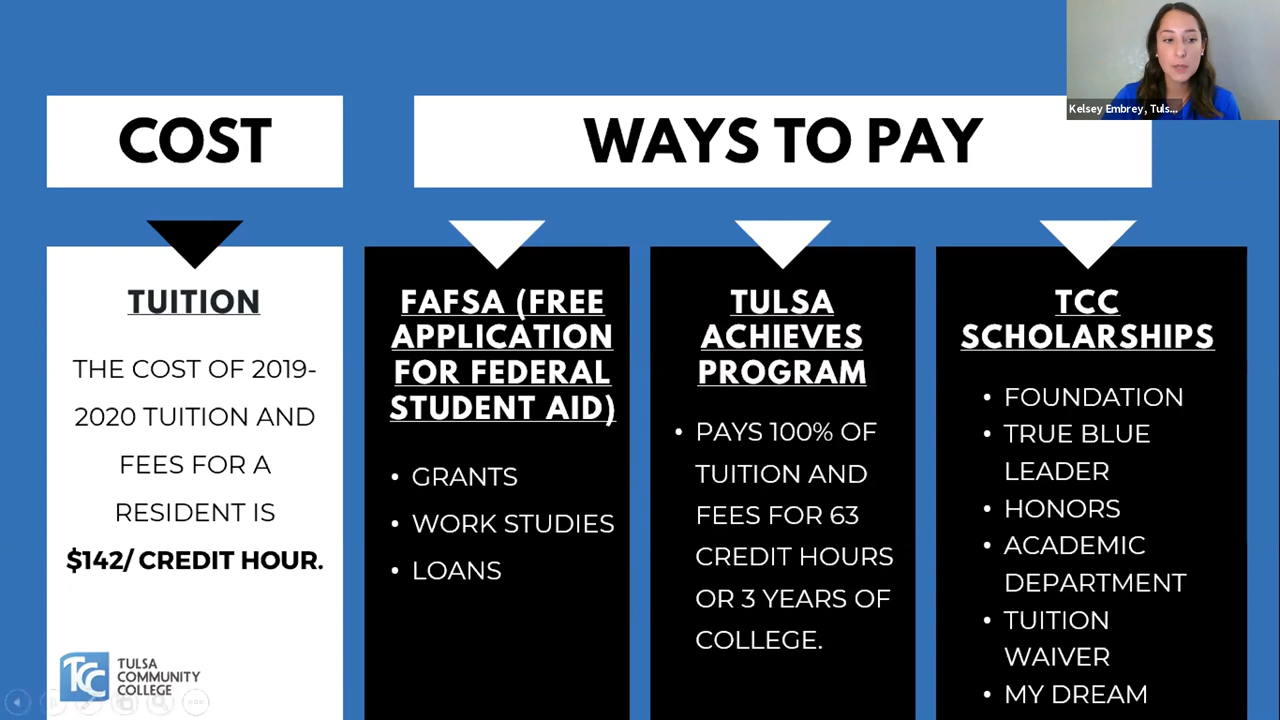 Kelsey Embrey, Tuls...
COST
WAYS TO PAY
TUITION
THE COST OF 2019-
2020 TUITION AND
FEES FOR A
RESIDENT IS
$142/ CREDIT HOUR.
TULSA
COMMUNITY
COLLEGE
TCC
FAFSA (FREE
APPLICATION
FOR FEDERAL
STUDENT AID)
• GRANTS
• WORK STUDIES
• LOANS
TULSA
ACHIEVES
PROGRAM
• PAYS 100% OF
TUITION AND
FEES FOR 63
CREDIT HOURS
OR 3 YEARS OF
COLLEGE.
TCC
SCHOLARSHIPS
• FOUNDATION
• TRUE BLUE
LEADER
• HONORS
• ACADEMIC
DEPARTMENT
• TUITION
WAIVER
• MY DREAM